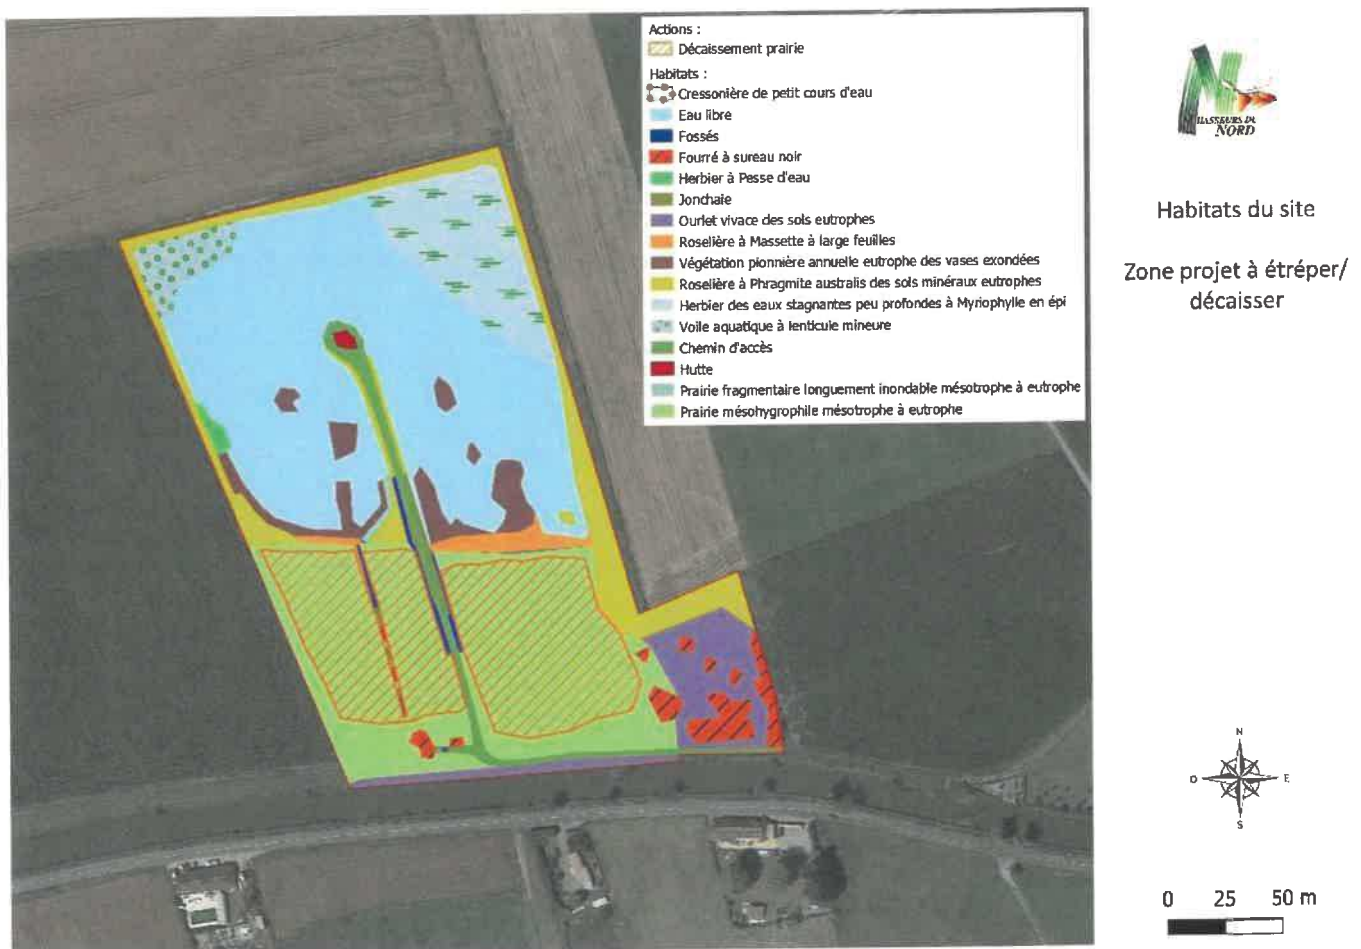 Actions :
Décaissement prairie
Habitats :
Cressonière de petit cours d'eau
Eau libre
Fossés
Fourré à sureau noir
Herbier à Pesse d'eau
Jonchaie
Ourlet vivace des sols eutrophes
Roselière à Massette à large feuilles
Végétation pionnière annuelle eutrophe des vases exondées
Roselière à Phragmite australis des sols minéraux eutrophes
Herbier des eaux stagnantes peu profondes à Myriophylle en épi
Voile aquatique à lenticule mineure
Chemin d'accès
Hutte
Prairie fragmentaire longuement inondable mésotrophe à eutrophe
Prairie mésohygrophile mésotrophe à eutrophe
CHASSEURS DU
NORD
Habitats du site
Zone projet à étréper/
décaisser
N
O E
S
0 25 50 m